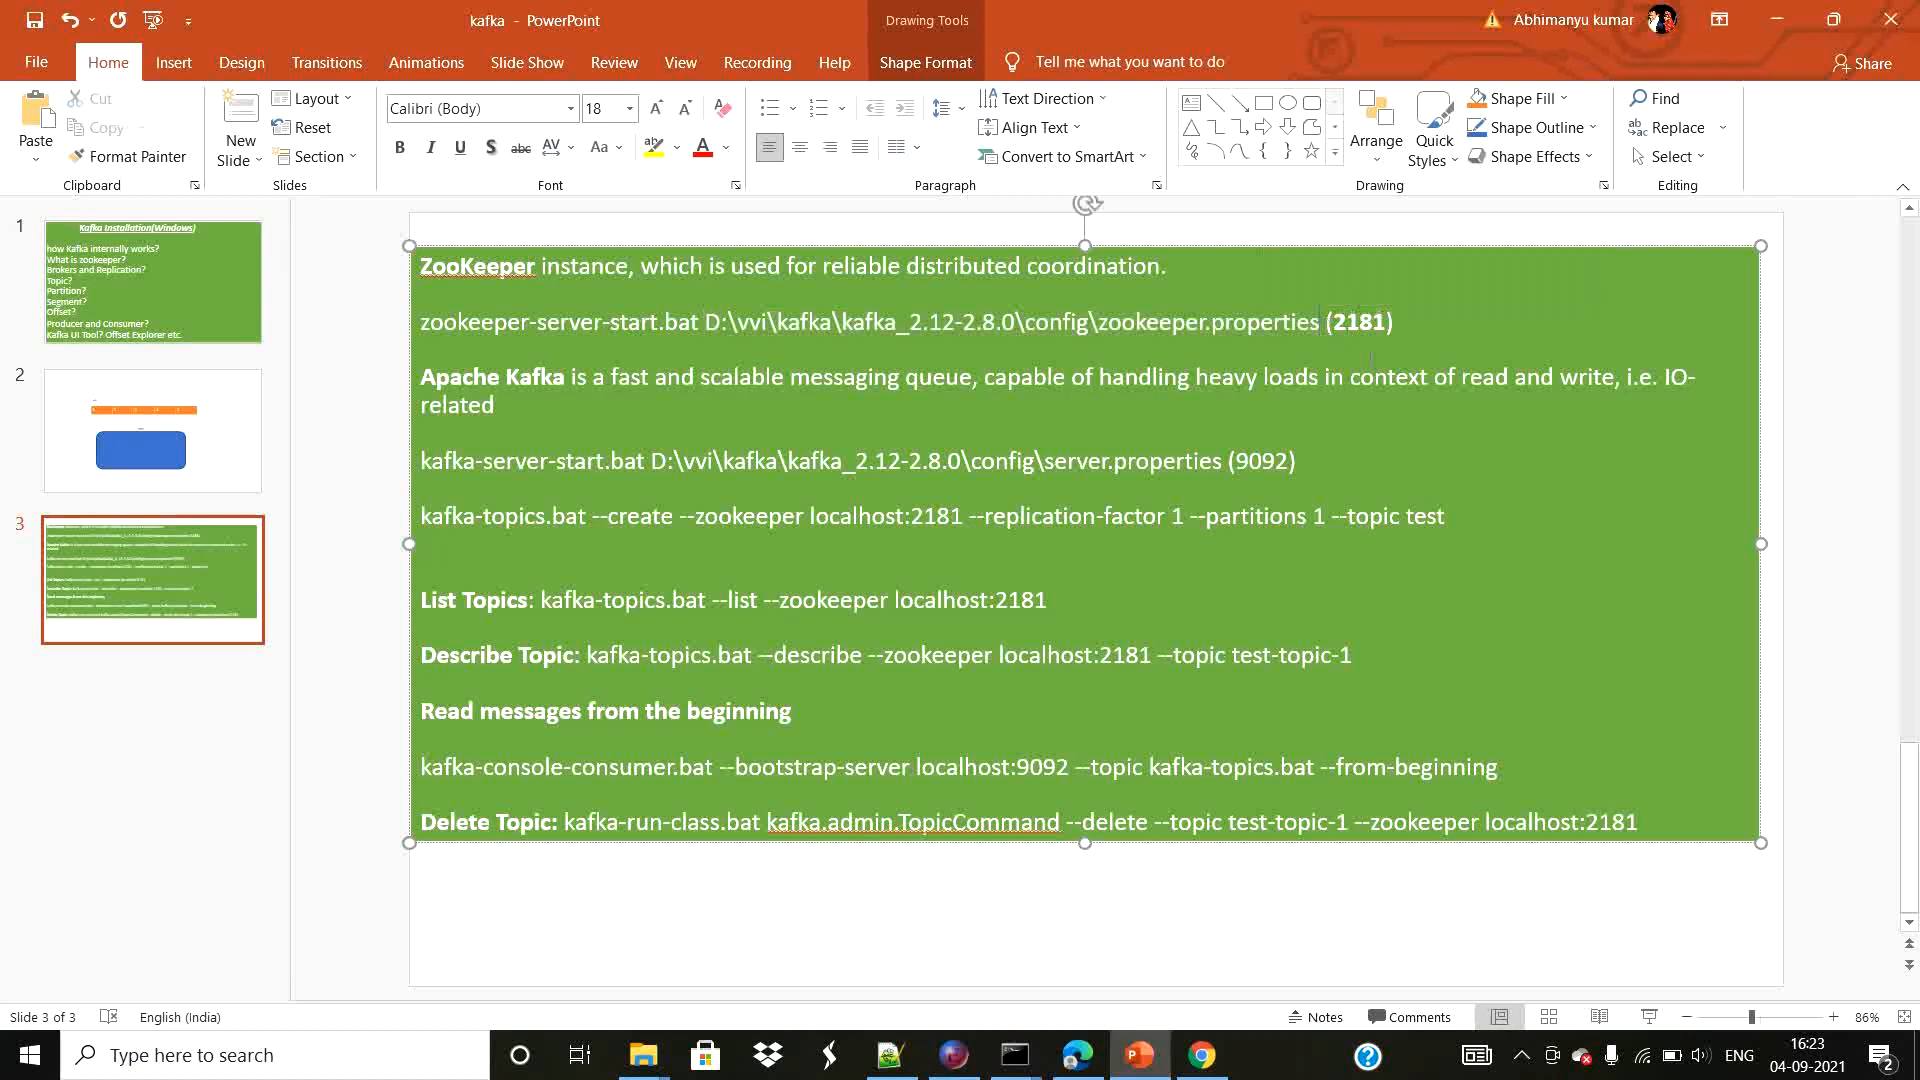 kafka - PowerPoint
Drawing Tools
Abhimanyu kumar
File
Home
Insert
Design
Transitions
Animations
Slide Show
Review
View
Recording
Help
Shape Format
Tell me what you want to do
Share
Paste
Cut
Copy
Format Painter
Clipboard
New Slide
Layout
Reset
Section
Slides
Calibri (Body)
18
Font
Text Direction
Align Text
Convert to SmartArt
Paragraph
Arrange
Quick Styles
Shape Fill
Shape Outline
Shape Effects
Drawing
Find
Replace
Select
Editing
1
Kafka Installation(Windows)
how Kafka internally works?
What is zookeeper?
Brokers and Replication?
Topic?
Partition?
Segment?
Offset?
Producer and Consumer?
Kafka UI Tool? Offset Explorer etc.
2
3
ZooKeeper instance, which is used for reliable distributed coordination.
zookeeper-server-start.bat D:\vvi\kafka\kafka_2.12-2.8.0\config\zookeeper.properties (2181)
Apache Kafka is a fast and scalable messaging queue, capable of handling heavy loads in context of read and write, i.e. IO-
related
kafka-server-start.bat D:\vvi\kafka\kafka_2.12-2.8.0\config\server.properties (9092)
kafka-topics.bat --create --zookeeper localhost:2181 --replication-factor 1 --partitions 1 --topic test
List Topics: kafka-topics.bat --list --zookeeper localhost:2181
Describe Topic: kafka-topics.bat –describe --zookeeper localhost:2181 –topic test-topic-1
Read messages from the beginning
kafka-console-consumer.bat --bootstrap-server localhost:9092 –topic kafka-topics.bat --from-beginning
Delete Topic: kafka-run-class.bat kafka.admin.TopicCommand --delete --topic test-topic-1 --zookeeper localhost:2181
Slide 3 of 3
English (India)
Notes
Comments
86%
Type here to search
ENG
16:23
04-09-2021
2